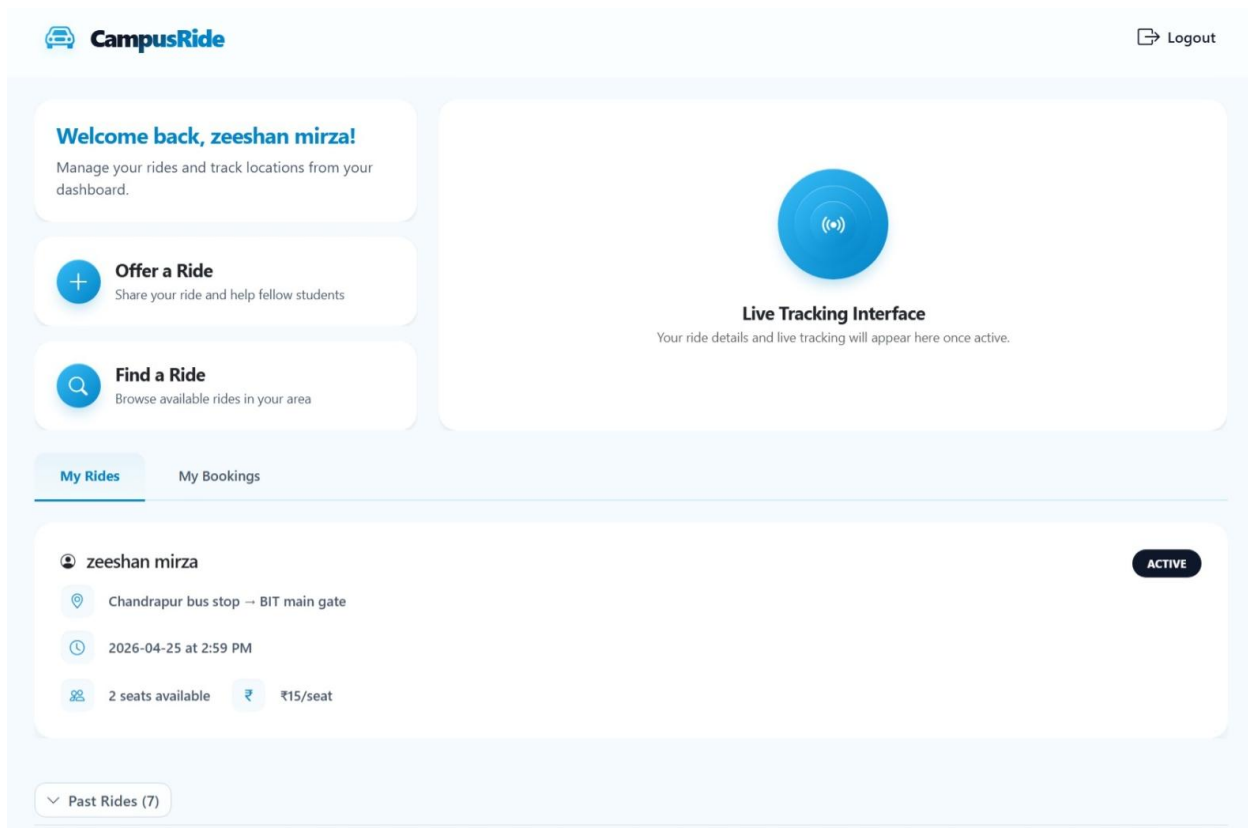 CampusRide
Logout
Welcome back, zeeshan mirza!
Manage your rides and track locations from your
dashboard.
Offer a Ride
Share your ride and help fellow students
Find a Ride
Browse available rides in your area
Live Tracking Interface
Your ride details and live tracking will appear here once active.
My Rides
My Bookings
zeeshan mirza
ACTIVE
Chandrapur bus stop → BIT main gate
2026-04-25 at 2:59 PM
2 seats available ₹ ₹15/seat
Past Rides (7)